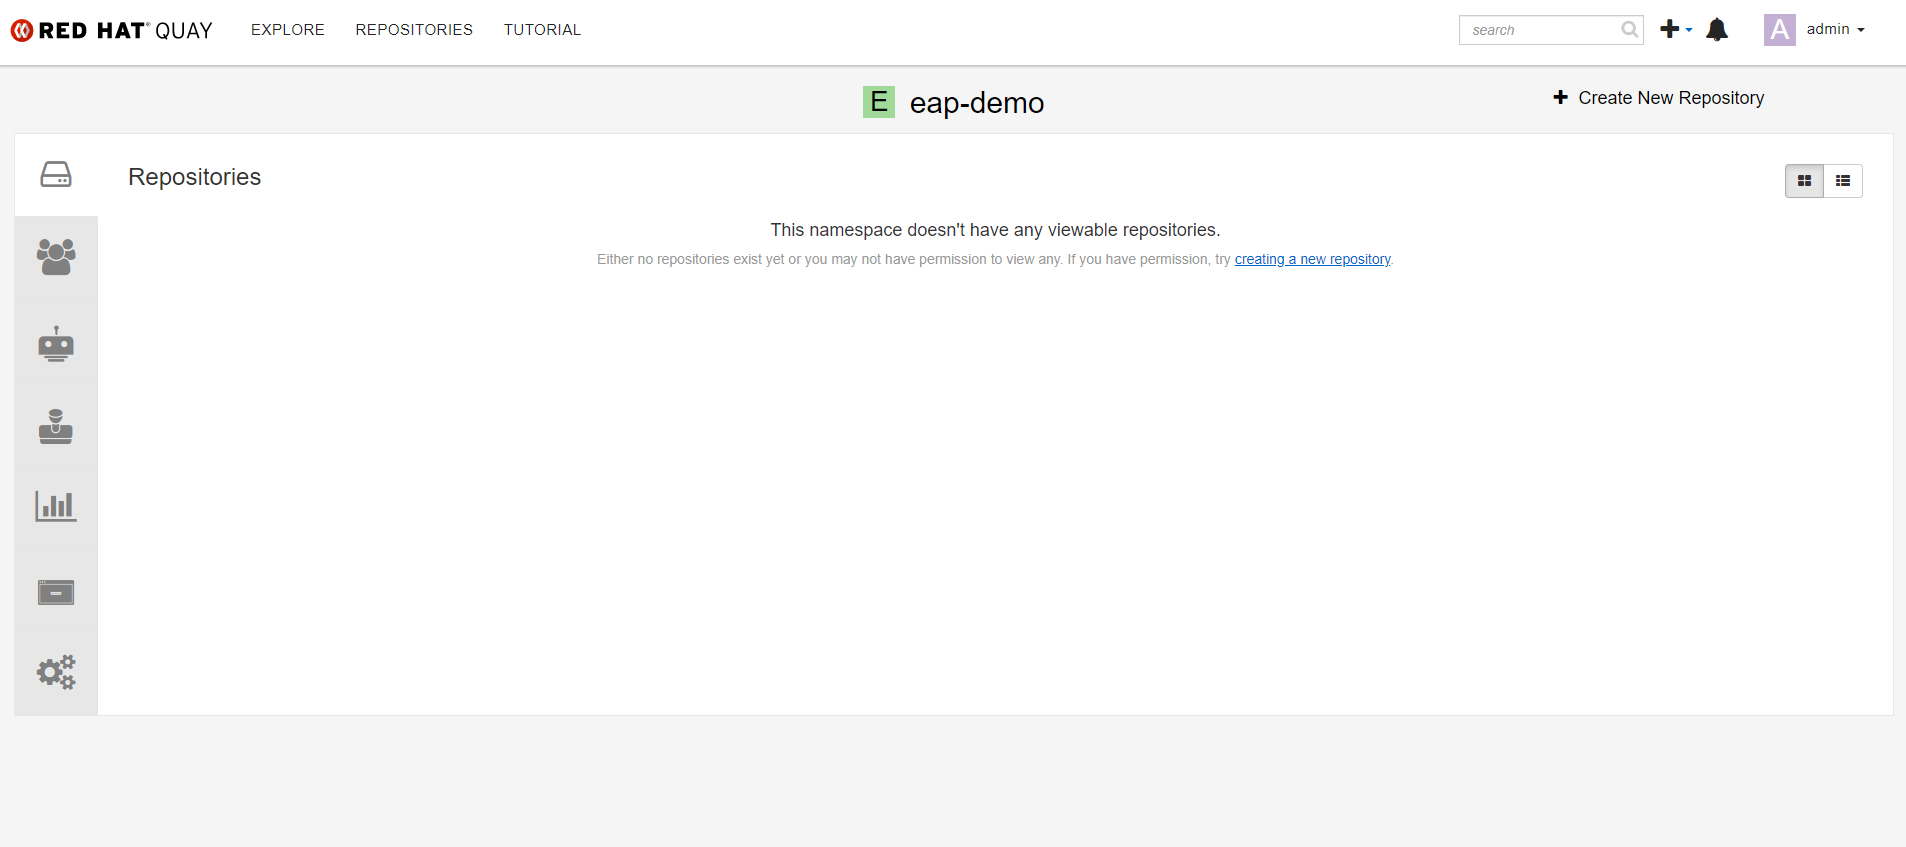 RED HAT® QUAY EXPLORE REPOSITORIES TUTORIAL search A admin
E eap-demo Create New Repository
Repositories
This namespace doesn't have any viewable repositories.
Either no repositories exist yet or you may not have permission to view any. If you have permission, try creating a new repository.